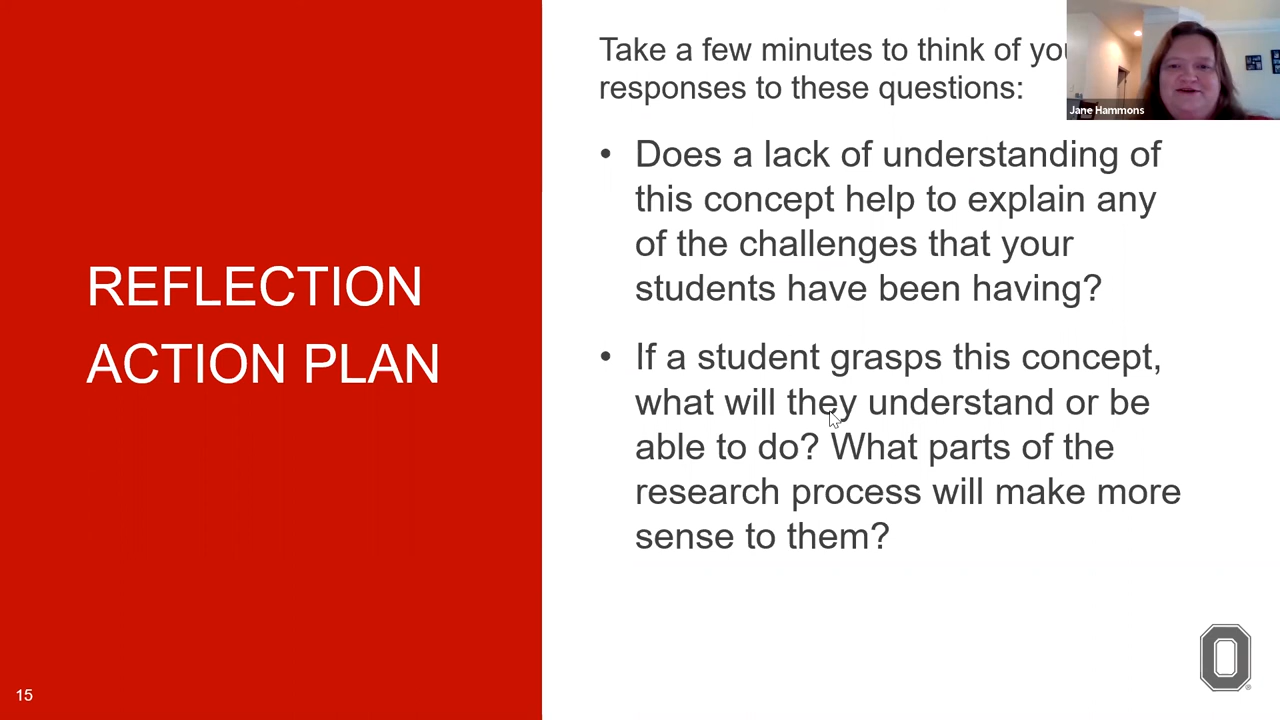 Take a few minutes to think of
responses to these questions:
Jane Hammons
• Does a lack of understanding of
this concept help to explain any
of the challenges that your
students have been having?
REFLECTION
ACTION PLAN
• If a student grasps this concept,
what will they understand or be
able to do? What parts of the
research process will make more
sense to them?
15